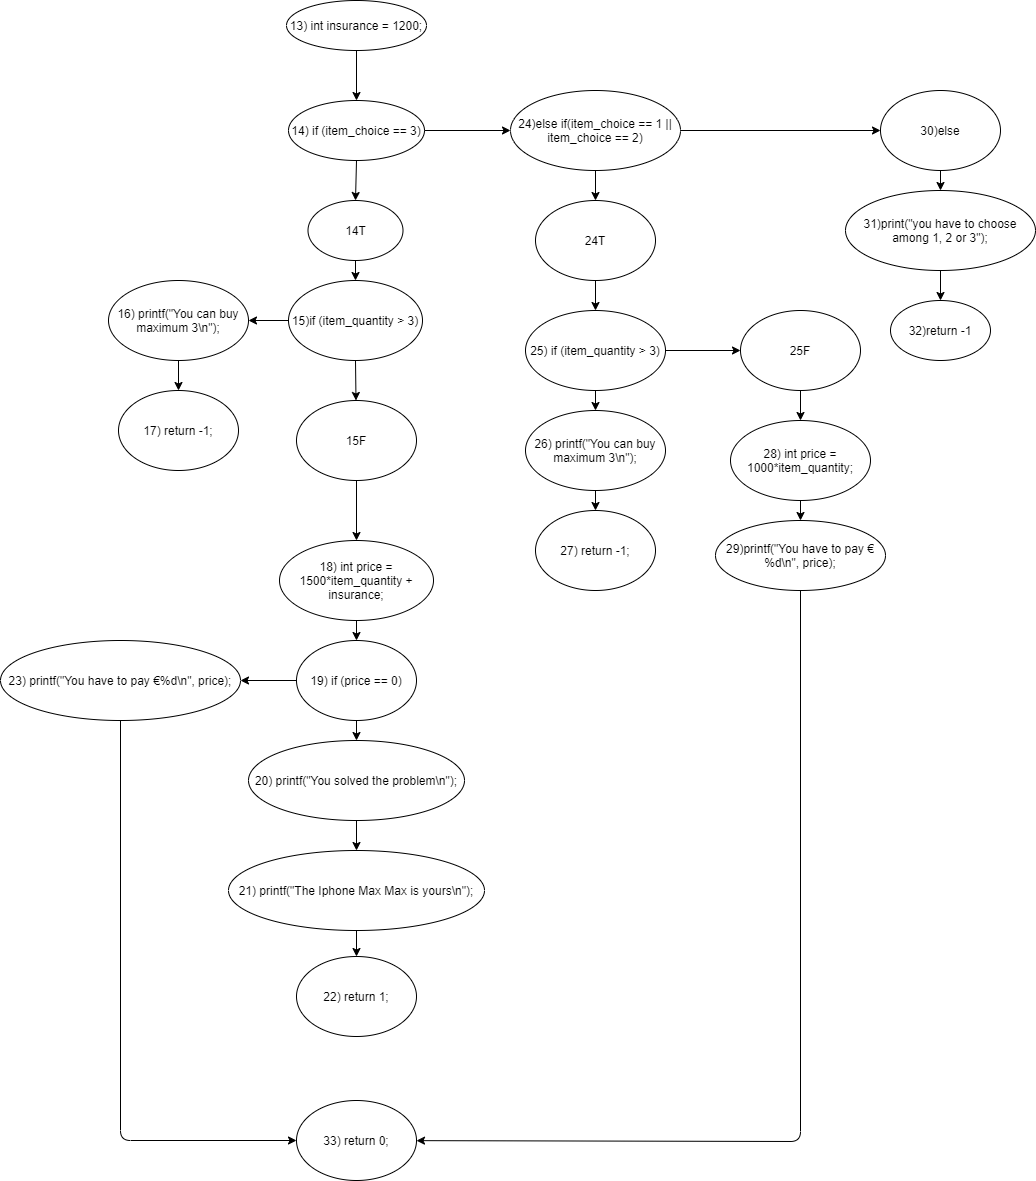 13) int insurance = 1200;
14) if (item_choice == 3)
24)else if(item_choice == 1 ||
item_choice == 2)
30)else
14T
24T
31)print("you have to choose
among 1, 2 or 3");
16) printf("You can buy
maximum 3\n");
15)if (item_quantity > 3)
25) if (item_quantity > 3)
25F
32)return -1
17) return -1;
15F
26) printf("You can buy
maximum 3\n");
28) int price =
1000*item_quantity;
27) return -1;
29)printf("You have to pay €
%d\n", price);
18) int price =
1500*item_quantity +
insurance;
23) printf("You have to pay €%d\n", price);
19) if (price == 0)
20) printf("You solved the problem\n");
21) printf("The Iphone Max Max is yours\n");
22) return 1;
33) return 0;